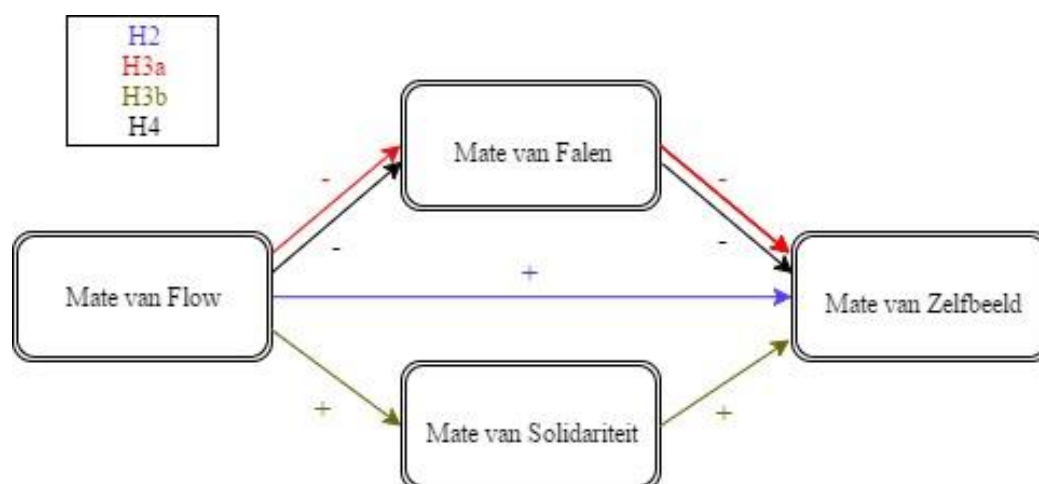 H2
H3a
H3b
H4
Mate van Falen
-
-
-
-
Mate van Flow
+
Mate van Zelfbeeld
+
+
Mate van Solidariteit